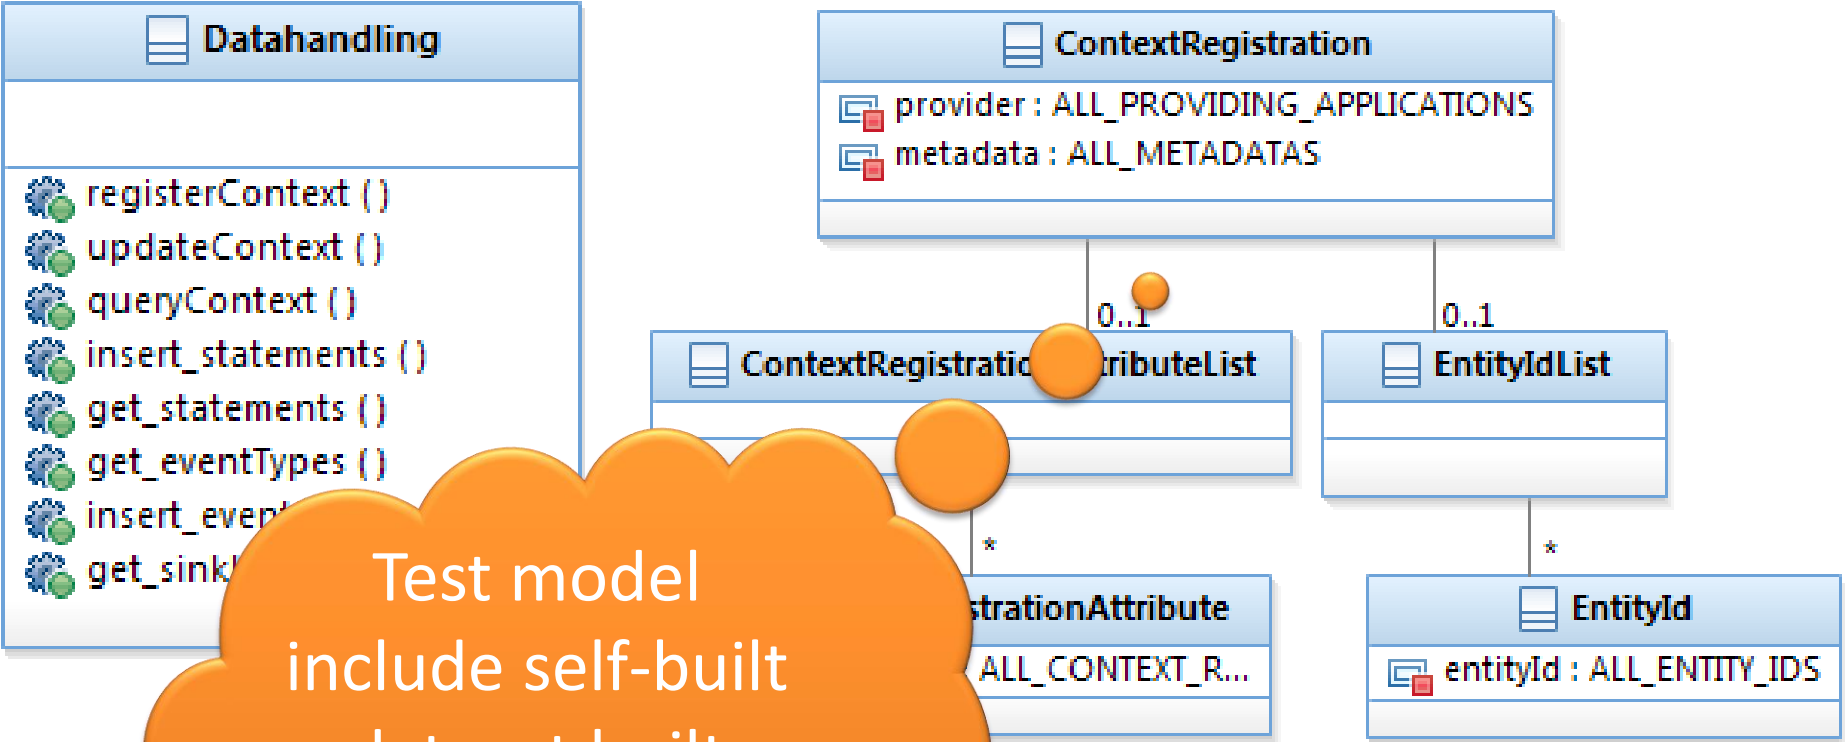 Datahandling
registerContext ( )
updateContext ( )
queryContext ( )
insert_statements ( )
get_statements ( )
get_eventTypes ( )
ContextRegistration
provider : ALL_PROVIDING_APPLICATIONS
metadata : ALL_METADATAS
0..1
0..1
EntityIdList
*
*
EntityId
ALL_CONTEXT_R...
entityId : ALL_ENTITY_IDS
Test model
include self-built